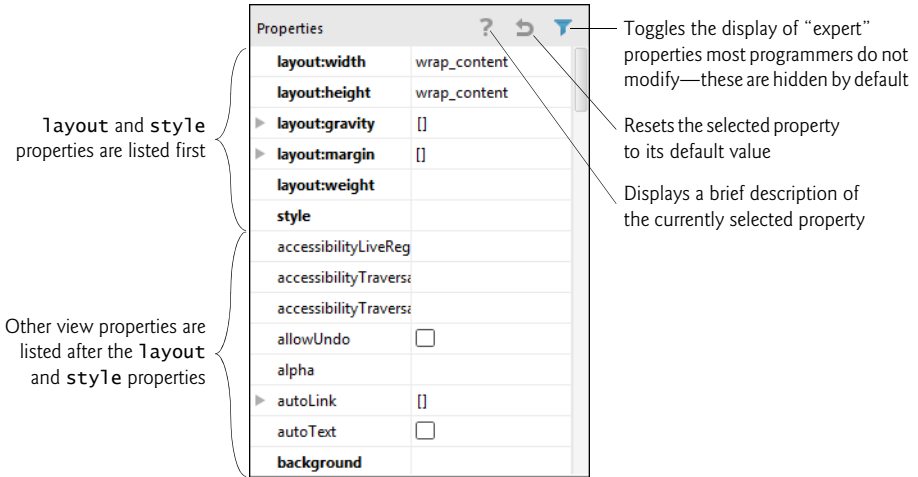 Properties
?
layout:width wrap_content
layout:height wrap_content
layout:gravity []
layout:margin []
layout:weight
style
accessibilityLiveReg
accessibilityTraversa
accessibilityTraversa
allowUndo
alpha
autoLink []
autoText
background
layout and style
properties are listed first
Other view properties are
listed after the layout
and style properties
Toggles the display of “expert”
properties most programmers do not
modify—these are hidden by default
Resets the selected property
to its default value
Displays a brief description of
the currently selected property